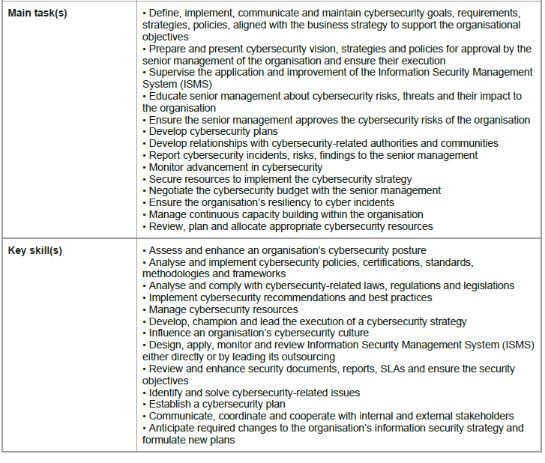 Main task(s)
• Define, implement, communicate and maintain cybersecurity goals, requirements,
strategies, policies, aligned with the business strategy to support the organisational
objectives
• Prepare and present cybersecurity vision, strategies and policies for approval by the
senior management of the organisation and ensure their execution
• Supervise the application and improvement of the Information Security Management
System (ISMS)
• Educate senior management about cybersecurity risks, threats and their impact to
the organisation
• Ensure the senior management approves the cybersecurity risks of the organisation
• Develop cybersecurity plans
• Develop relationships with cybersecurity-related authorities and communities
• Report cybersecurity incidents, risks, findings to the senior management
• Monitor advancement in cybersecurity
• Secure resources to implement the cybersecurity strategy
• Negotiate the cybersecurity budget with the senior management
• Ensure the organisation's resiliency to cyber incidents
• Manage continuous capacity building within the organisation
• Review, plan and allocate appropriate cybersecurity resources
Key skill(s)
• Assess and enhance an organisation's cybersecurity posture
• Analyse and implement cybersecurity policies, certifications, standards,
methodologies and frameworks
• Analyse and comply with cybersecurity-related laws, regulations and legislations
• Implement cybersecurity recommendations and best practices
• Manage cybersecurity resources
• Develop, champion and lead the execution of a cybersecurity strategy
• Influence an organisation's cybersecurity culture
• Design, apply, monitor and review Information Security Management System (ISMS)
either directly or by leading its outsourcing
• Review and enhance security documents, reports, SLAs and ensure the security
objectives
• Identify and solve cybersecurity-related issues
• Establish a cybersecurity plan
• Communicate, coordinate and cooperate with internal and external stakeholders
• Anticipate required changes to the organisation's information security strategy and
formulate new plans